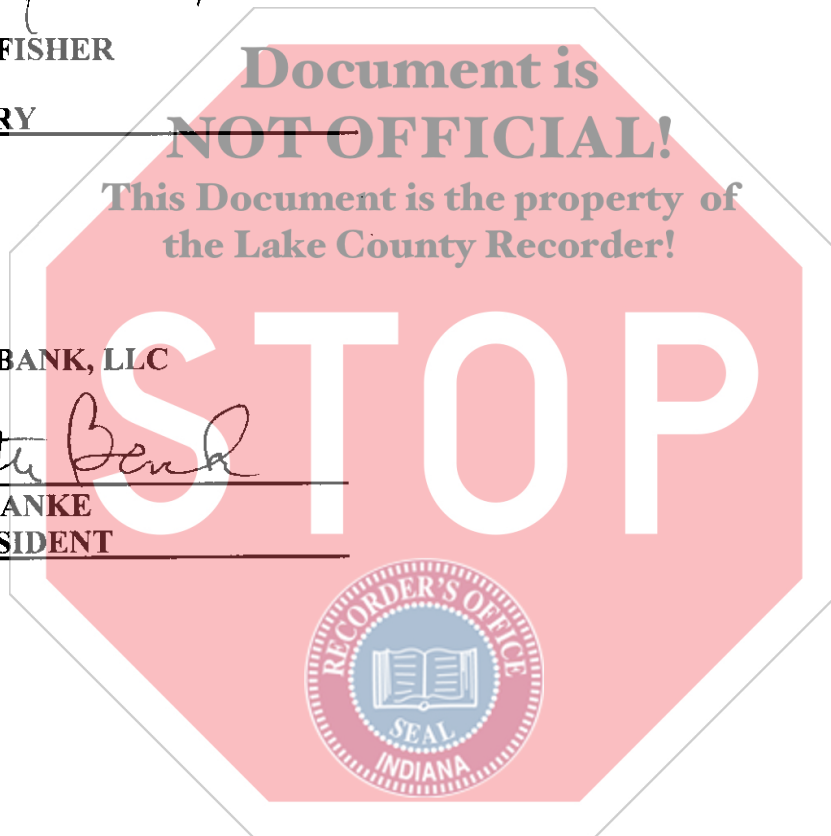 FISHER
Document is
RY
NOT OFFICIAL!
This Document is the property of
the Lake County Recorder!
STOP
BANK, LLC
ANKE
SIDENT
RECORDER'S OFFICE
SEAL
INDIANA